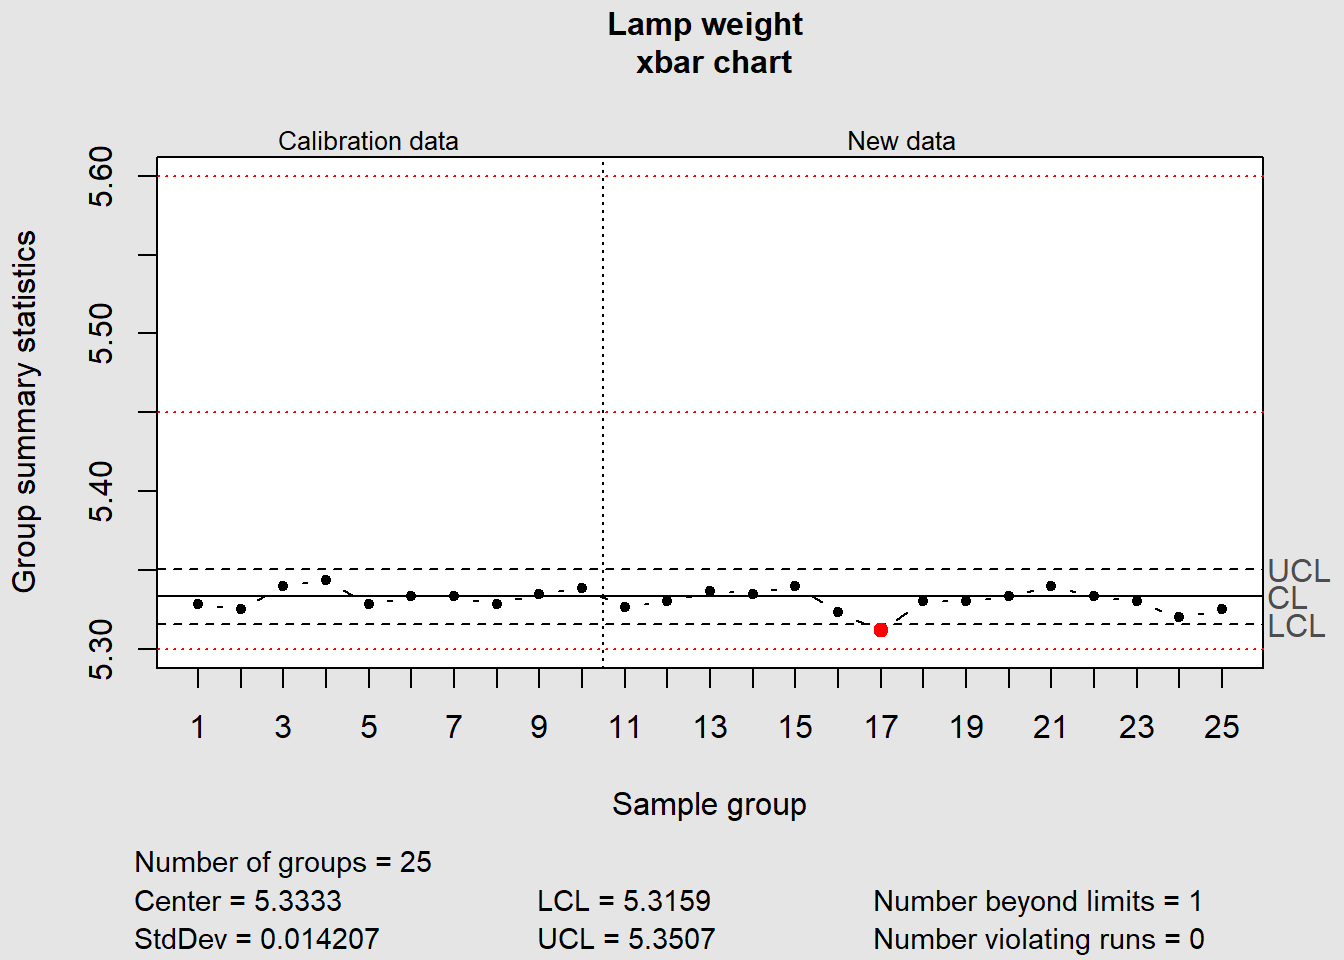 Lamp weight
xbar chart
Calibration data
New data
Group summary statistics
5.60
5.50
5.40
5.30
UCL
CL
LCL
1 3 5 7 9 11 13 15 17 19 21 23 25
Sample group
Number of groups = 25
Center = 5.3333 LCL = 5.3159 Number beyond limits = 1
StdDev = 0.014207 UCL = 5.3507 Number violating runs = 0